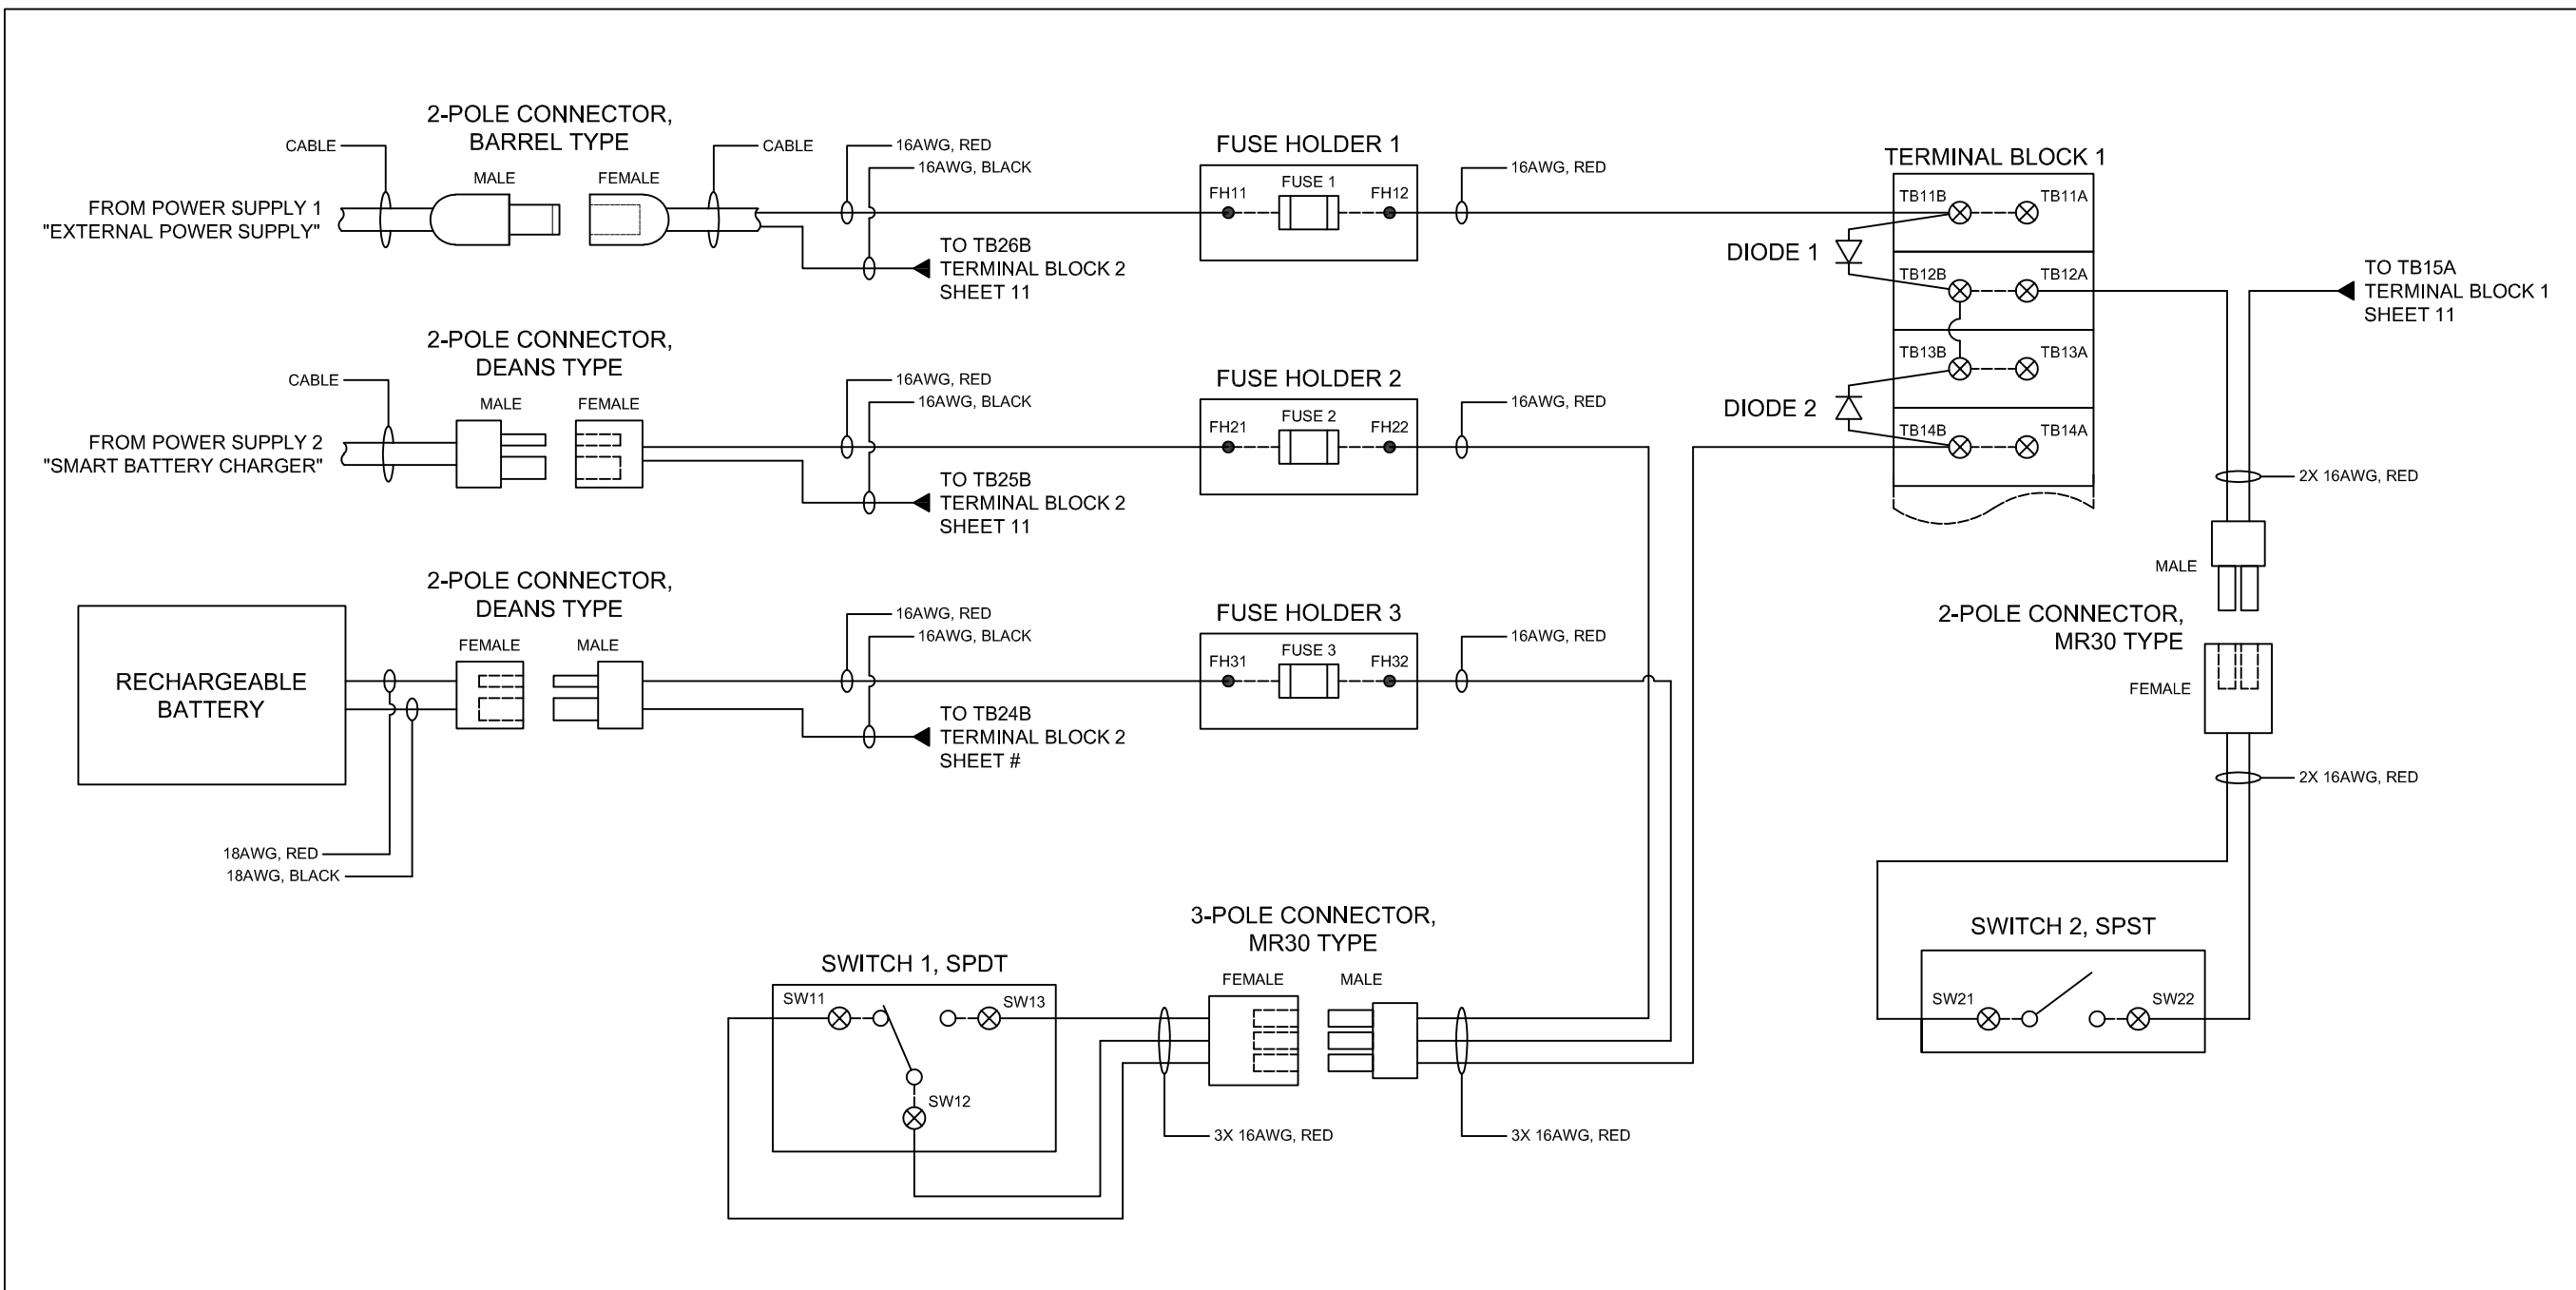 2-POLE CONNECTOR,
BARREL TYPE
CABLE
MALE
FEMALE
CABLE
16AWG, RED
16AWG, BLACK
FROM POWER SUPPLY 1
"EXTERNAL POWER SUPPLY"
TO TB26B
TERMINAL BLOCK 2
SHEET 11
FUSE HOLDER 1
FH11
FUSE 1
FH12
16AWG, RED
TERMINAL BLOCK 1
TB11B
TB11A
DIODE 1
TB12B
TB12A
TB13B
TB13A
DIODE 2
TB14B
TB14A
TO TB15A
TERMINAL BLOCK 1
SHEET 11
2-POLE CONNECTOR,
DEANS TYPE
CABLE
MALE
FEMALE
16AWG, RED
16AWG, BLACK
FROM POWER SUPPLY 2
"SMART BATTERY CHARGER"
TO TB25B
TERMINAL BLOCK 2
SHEET 11
FUSE HOLDER 2
FH21
FUSE 2
FH22
16AWG, RED
2X 16AWG, RED
MALE
2-POLE CONNECTOR,
MR30 TYPE
FEMALE
2X 16AWG, RED
2-POLE CONNECTOR,
DEANS TYPE
FEMALE
MALE
16AWG, RED
16AWG, BLACK
RECHARGEABLE
BATTERY
TO TB24B
TERMINAL BLOCK 2
SHEET #
18AWG, RED
18AWG, BLACK
FUSE HOLDER 3
FH31
FUSE 3
FH32
16AWG, RED
3-POLE CONNECTOR,
MR30 TYPE
FEMALE
MALE
SWITCH 1, SPDT
SW11
SW13
SW12
3X 16AWG, RED
3X 16AWG, RED
SWITCH 2, SPST
SW21
SW22